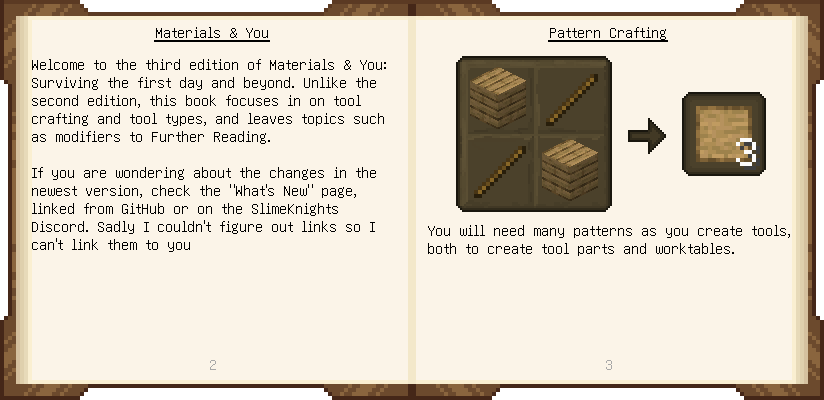 Materials & You
Welcome to the third edition of Materials & You:
Surviving the first day and beyond. Unlike the
second edition, this book focuses in on tool
crafting and tool types, and leaves topics such
as modifiers to Further Reading.
If you are wondering about the changes in the
newest version, check the "What's New" page,
linked from GitHub or on the SlimeKnights
Discord. Sadly I couldn't figure out links so I
can't link them to you
2
Pattern Crafting
3
You will need many patterns as you create tools,
both to create tool parts and worktables.
3